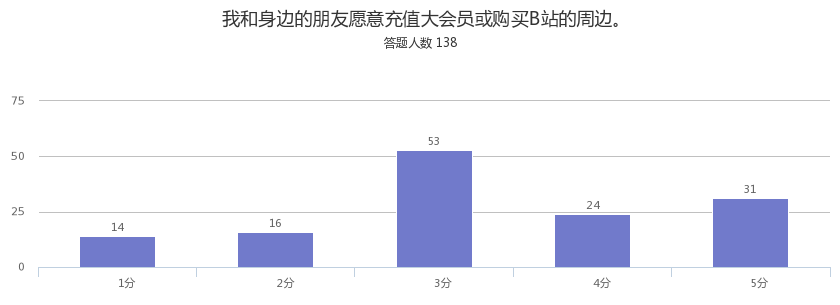 我和身边的朋友愿意充值大会员或购买B站的周边。
答题人数 138
75
50
25
0
14
16
53
24
31
1分
2分
3分
4分
5分